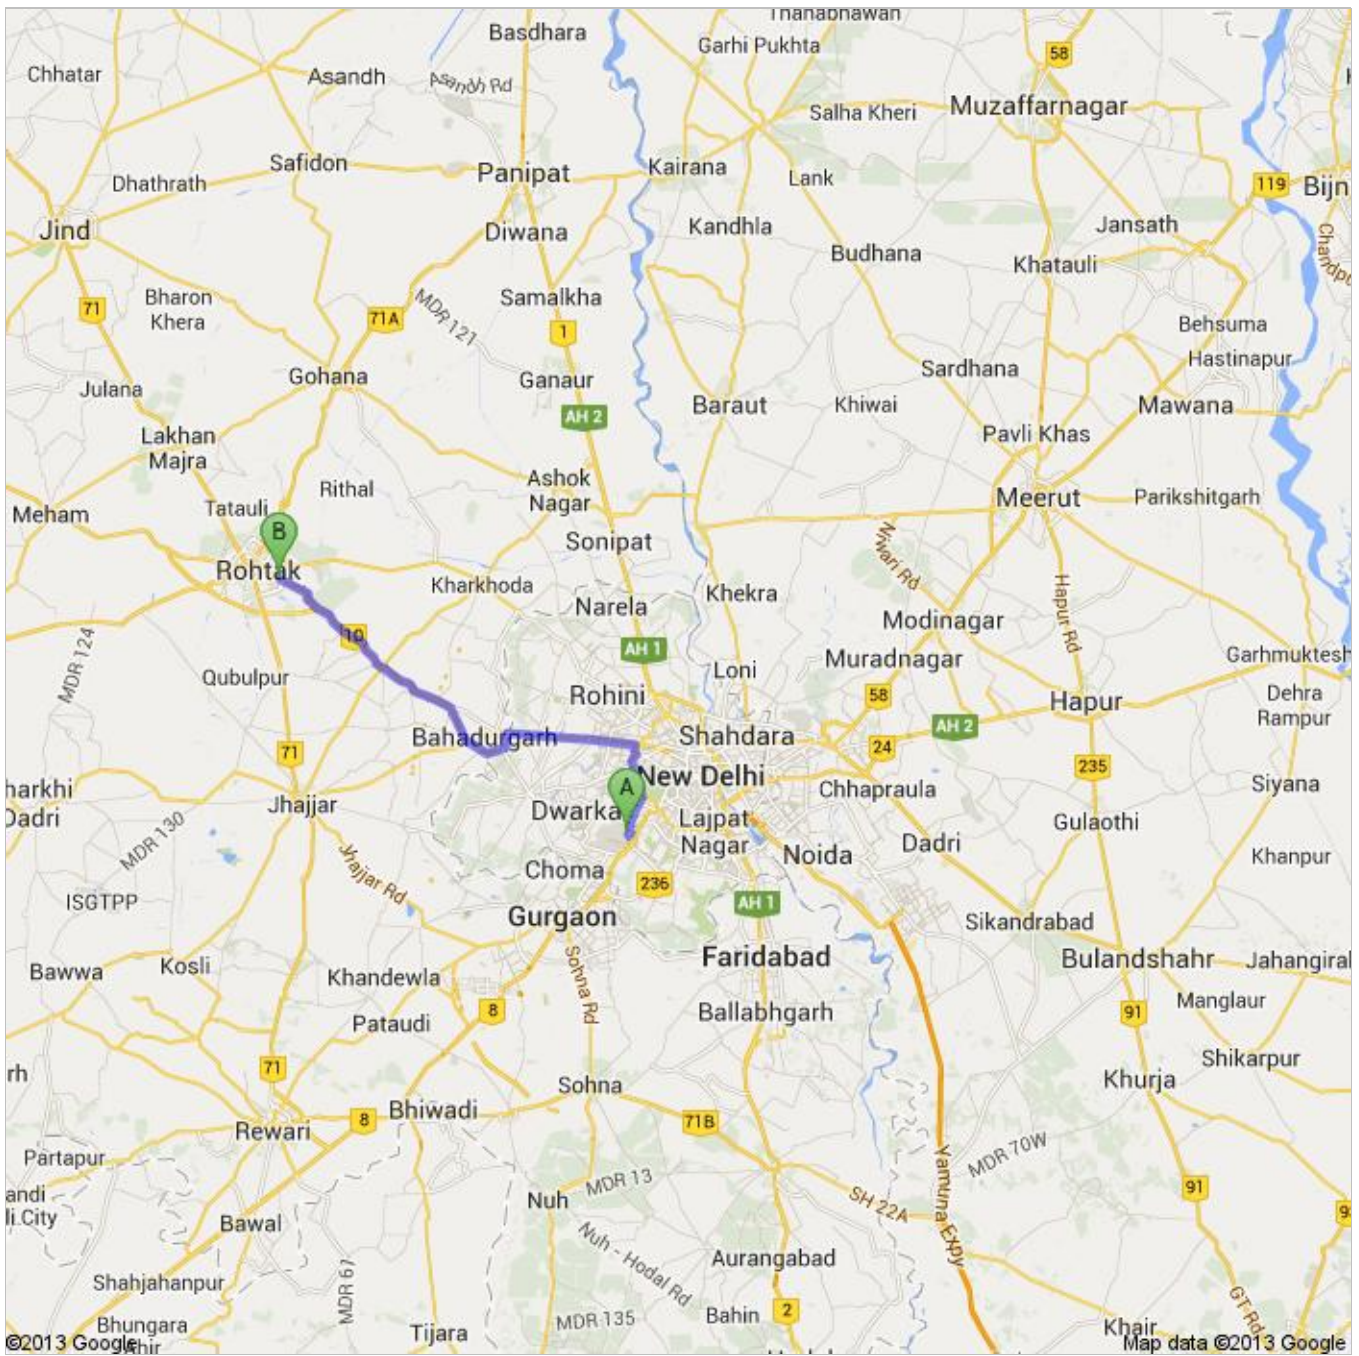 Thanabhawan
Basdhara
Garhi Pukhta
58
Chhatar
Asandh
Asandh Rd
Salha Kheri
Muzaffarnagar
Safidon
Panipat
Kairana
Lank
Dhathrath
119
Bijn
Jind
Diwana
Kandhla
Budhana
Jansath
Khatauli
Chandpu
Bharon
Khera
71
71A
MDR 121
Samalkha
1
Behsuma
Hastinapur
Julana
Gohana
Ganaur
Sardhana
AH 2
Baraut
Khiwai
Mawana
Lakhan
Majra
Pavli Khas
Rithal
Ashok
Nagar
Meerut
Parikshitgarh
Meham
Tatauli
B
Sonipat
Niwari Rd
Rohtak
Kharkhoda
Khekra
Hapur Rd
Narela
Modinagar
10
AH 1
MDR 124
Qubulpur
Loni
Muradnagar
Garhmuktesh
Rohini
58
Hapur
Dehra
Rampur
Bahadurgarh
Shahdara
AH 2
71
24
New Delhi
235
Siyana
harkhi
Dadri
Jhajjar
A
Dwarka
Chhapraula
Lajpat
Nagar
Gulaothi
MDR 130
Noida
Dadri
Khanpur
Jhajjar Rd
Choma
236
ISGTPP
Gurgaon
AH 1
Sikandrabad
Faridabad
Bulandshahr
Jahangiral
Bawwa
Kosli
Khandewla
Sohna Rd
8
Ballabhgarh
Manglaur
Pataudi
91
Shikarpur
71
rh
Khurja
Sohna
Bhiwadi
8
71B
Rewari
Yamuna Expy
MDR 70W
Partapur
MDR 13
91
andi
li.City
Nuh
SH 22A
9
Bawal
Nuh - Hodal Rd
Aurangabad
MDR 67
Shahjahanpur
MDR 135
Bahin
2
GT Rd
Bhungara
Ahir
Tijara
Khair
©2013 Google
Map data ©2013 Google